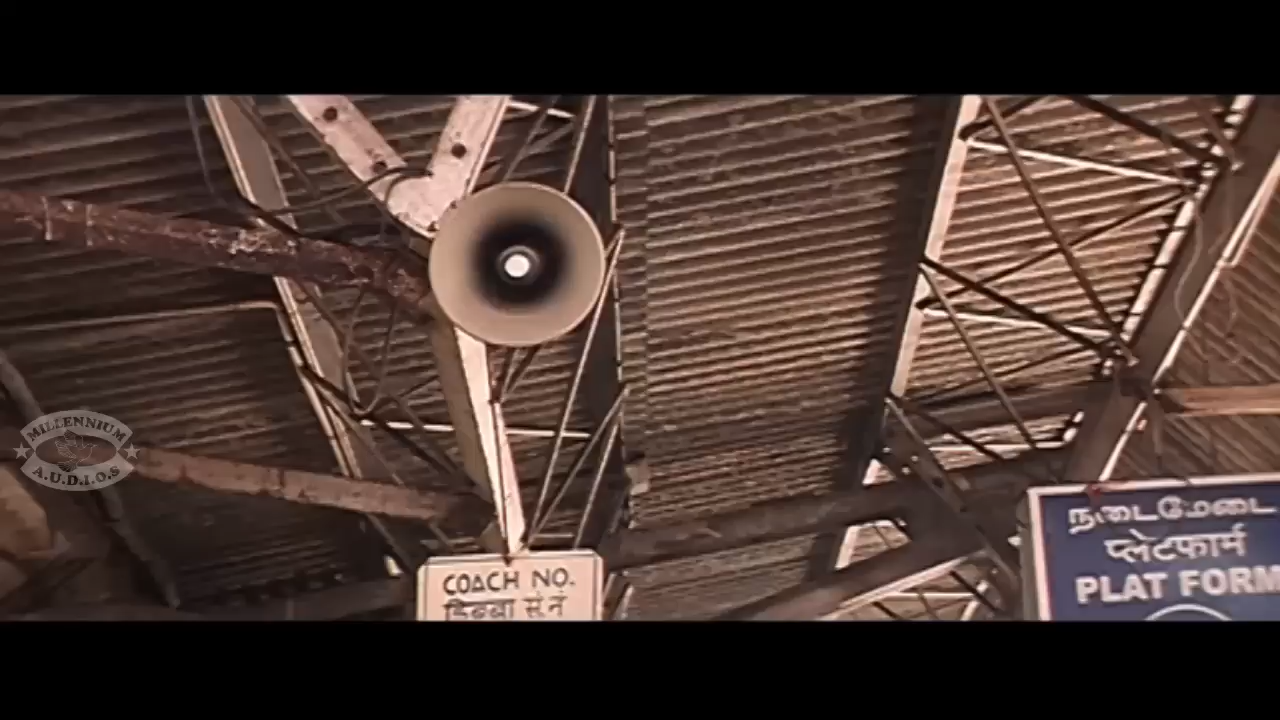 MILLENNIUM
A.U.D.I.O.S
COACH NO.
डिब्बा सं.नं
நடைமேடை
प्लेटफार्म
PLAT FORM